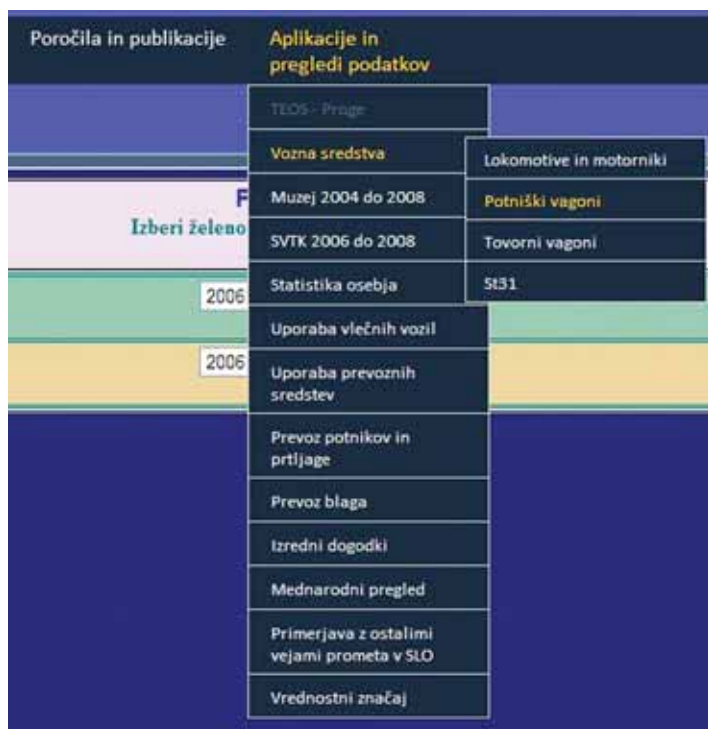 Poročila in publikacije
Aplikacije in
pregledi podatkov
TEOS - Proge
Vozna sredstva
Lokomotive in motorniki
Potniški vagoni
Tovorni vagoni
St31
Muzej 2004 do 2008
SVTK 2006 do 2008
Statistika osebja
Uporaba vlečnih vozil
Uporaba prevoznih
sredstev
Prevoz potnikov in
prtljage
Prevoz blaga
Izredni dogodki
Mednarodni pregled
Primerjava z ostalimi
vejami prometa v SLO
Vrednostni značaj
Izberi želeno
2006
2006